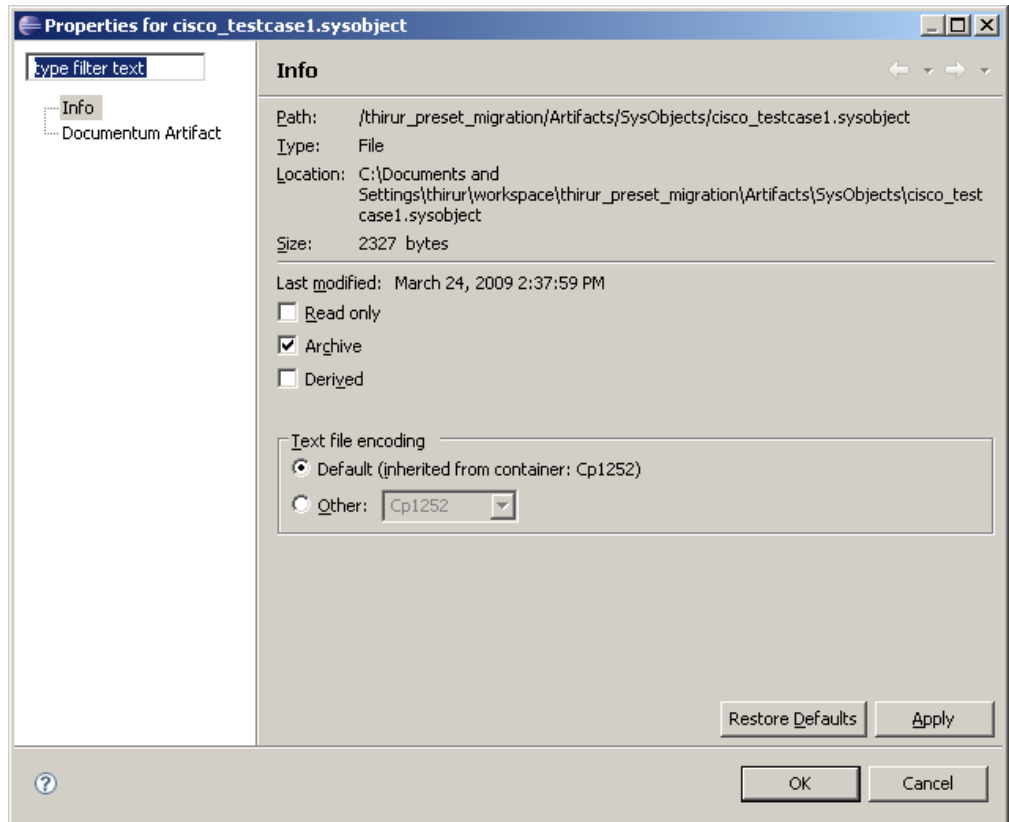 Properties for cisco_testcase1.sysobject
type filter text
Info
Documentum Artifact
Info
Path: /thirur_preset_migration/Artifacts/SysObjects/cisco_testcase1.sysobject
Type: File
Location: C:\Documents and
Settings\thirur\workspace\thirur_preset_migration\Artifacts\SysObjects\cisco_test
case1.sysobject
Size: 2327 bytes
Last modified: March 24, 2009 2:37:59 PM
Read only
Archive
Derived
Text file encoding
Default (inherited from container: Cp1252)
Other: Cp1252
Restore Defaults
Apply
?
OK
Cancel